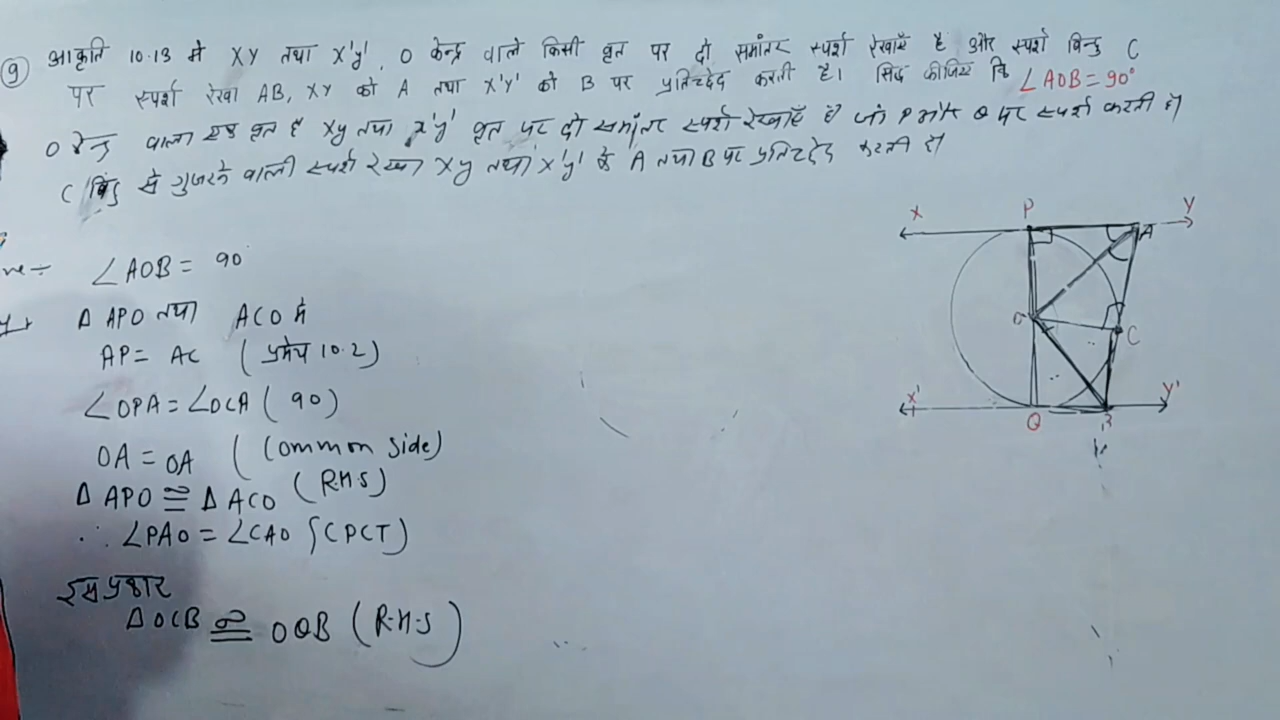 9 आकृति 10.13 में XY तथा X'Y', O केन्द्र वाले किसी वृत पर दो समांतर स्पर्श रेखाएँ है और स्पर्श बिन्दु C
पर स्पर्श रेखा AB, XY को A तथा X'Y' को B पर प्रतिच्छेद करती है। सिद्ध कीजिए कि ∠AOB = 90°
O केन्द्र वाला एक वृत है XY तथा X'Y' वृत पर दो समांतर स्पर्श रेखाएँ है जो P और Q पर स्पर्श करती हो
C बिंदु से गुजरने वाली स्पर्श रेखा XY तथा X'Y' के A तथा B पर प्रतिच्छेद करती हो
∠AOB = 90
Δ APO तथा ACO में
AP = AC (प्रमेय 10.2)
∠OPA = ∠OCA (90)
OA = OA (Common side)
Δ APO ≅ Δ ACO (R.H.S)
∴ ∠PAO = ∠CAO (CPCT)
इस प्रकार
Δ OCB ≅ OQB (R.H.S)
X P Y
A
O C
X' Y'
Q B